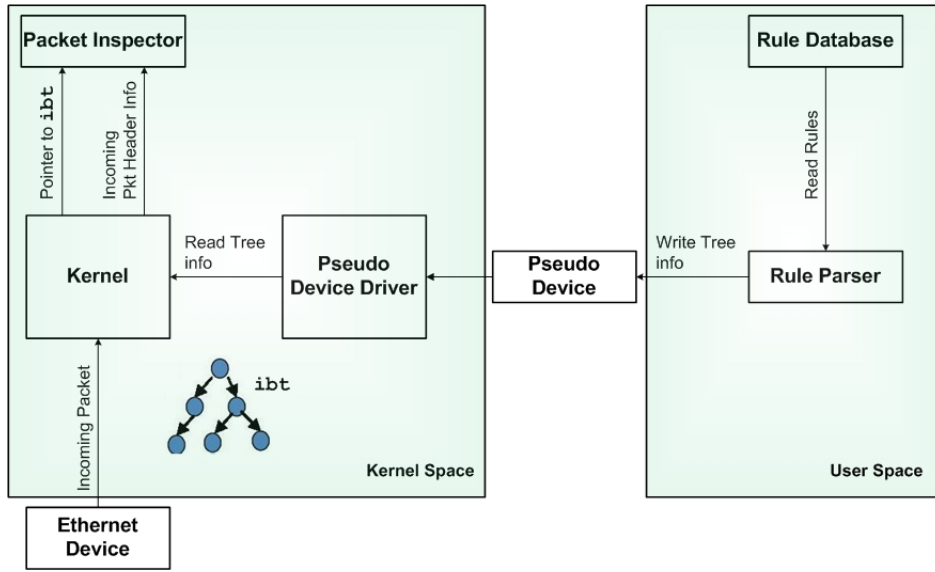 Packet Inspector
Rule Database
Pointer to ibt
Incoming
Pkt Header Info
Read Rules
Kernel
Read Tree
info
Pseudo
Device Driver
Pseudo
Device
Write Tree
info
Rule Parser
ibt
Incoming Packet
Kernel Space
User Space
Ethernet
Device